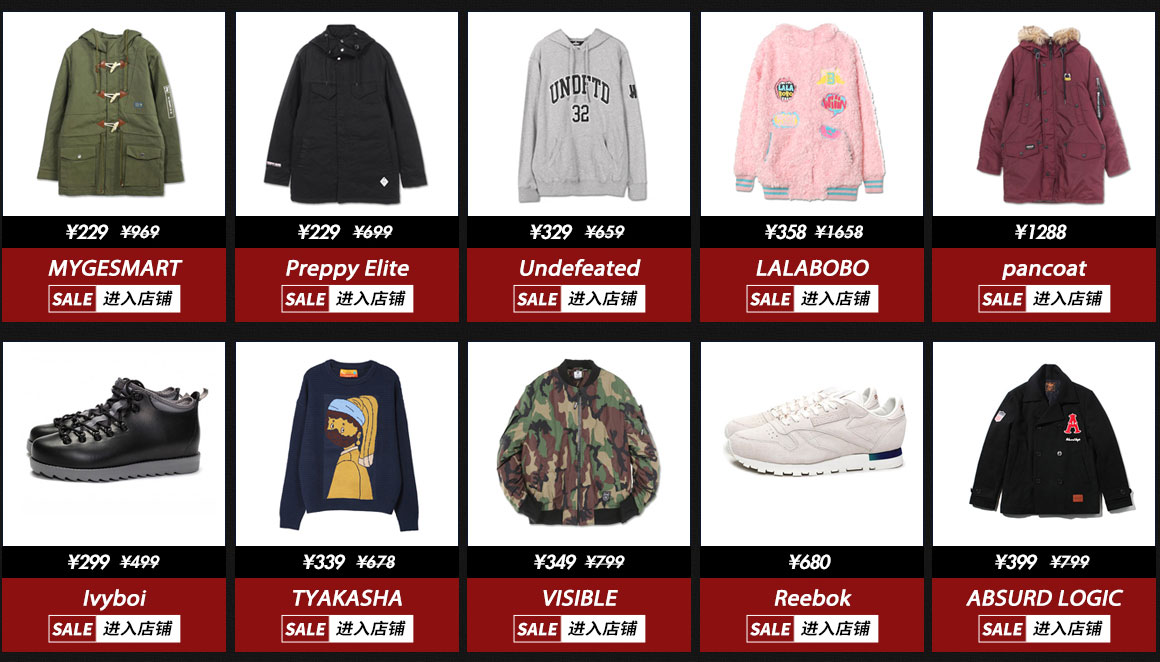 UNDFTD
32
LALA
BOBO
B
¥229 ¥969
¥229 ¥699
¥329 ¥659
¥358 ¥1658
¥1288
MYGESMART
Preppy Elite
Undefeated
LALABOBO
pancoat
SALE 进入店铺
SALE 进入店铺
SALE 进入店铺
SALE 进入店铺
SALE 进入店铺
A
¥299 ¥499
¥339 ¥678
¥349 ¥799
¥680
¥399 ¥799
Ivyboi
TYAKASHA
VISIBLE
Reebok
ABSURD LOGIC
SALE 进入店铺
SALE 进入店铺
SALE 进入店铺
SALE 进入店铺
SALE 进入店铺